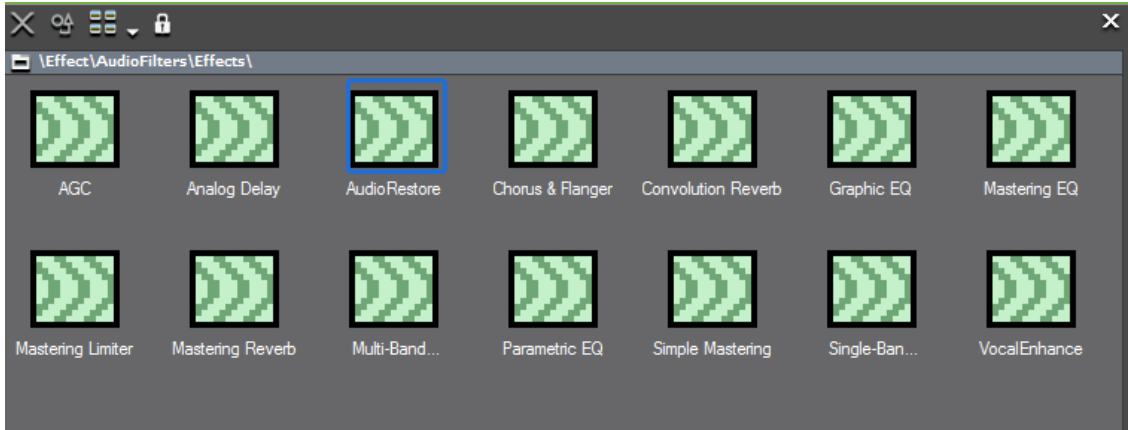 \Effect\AudioFilters\Effects\
AGC
Analog Delay
AudioRestore
Chorus & Flanger
Convolution Reverb
Graphic EQ
Mastering EQ
Mastering Limiter
Mastering Reverb
Multi-Band...
Parametric EQ
Simple Mastering
Single-Ban...
VocalEnhance